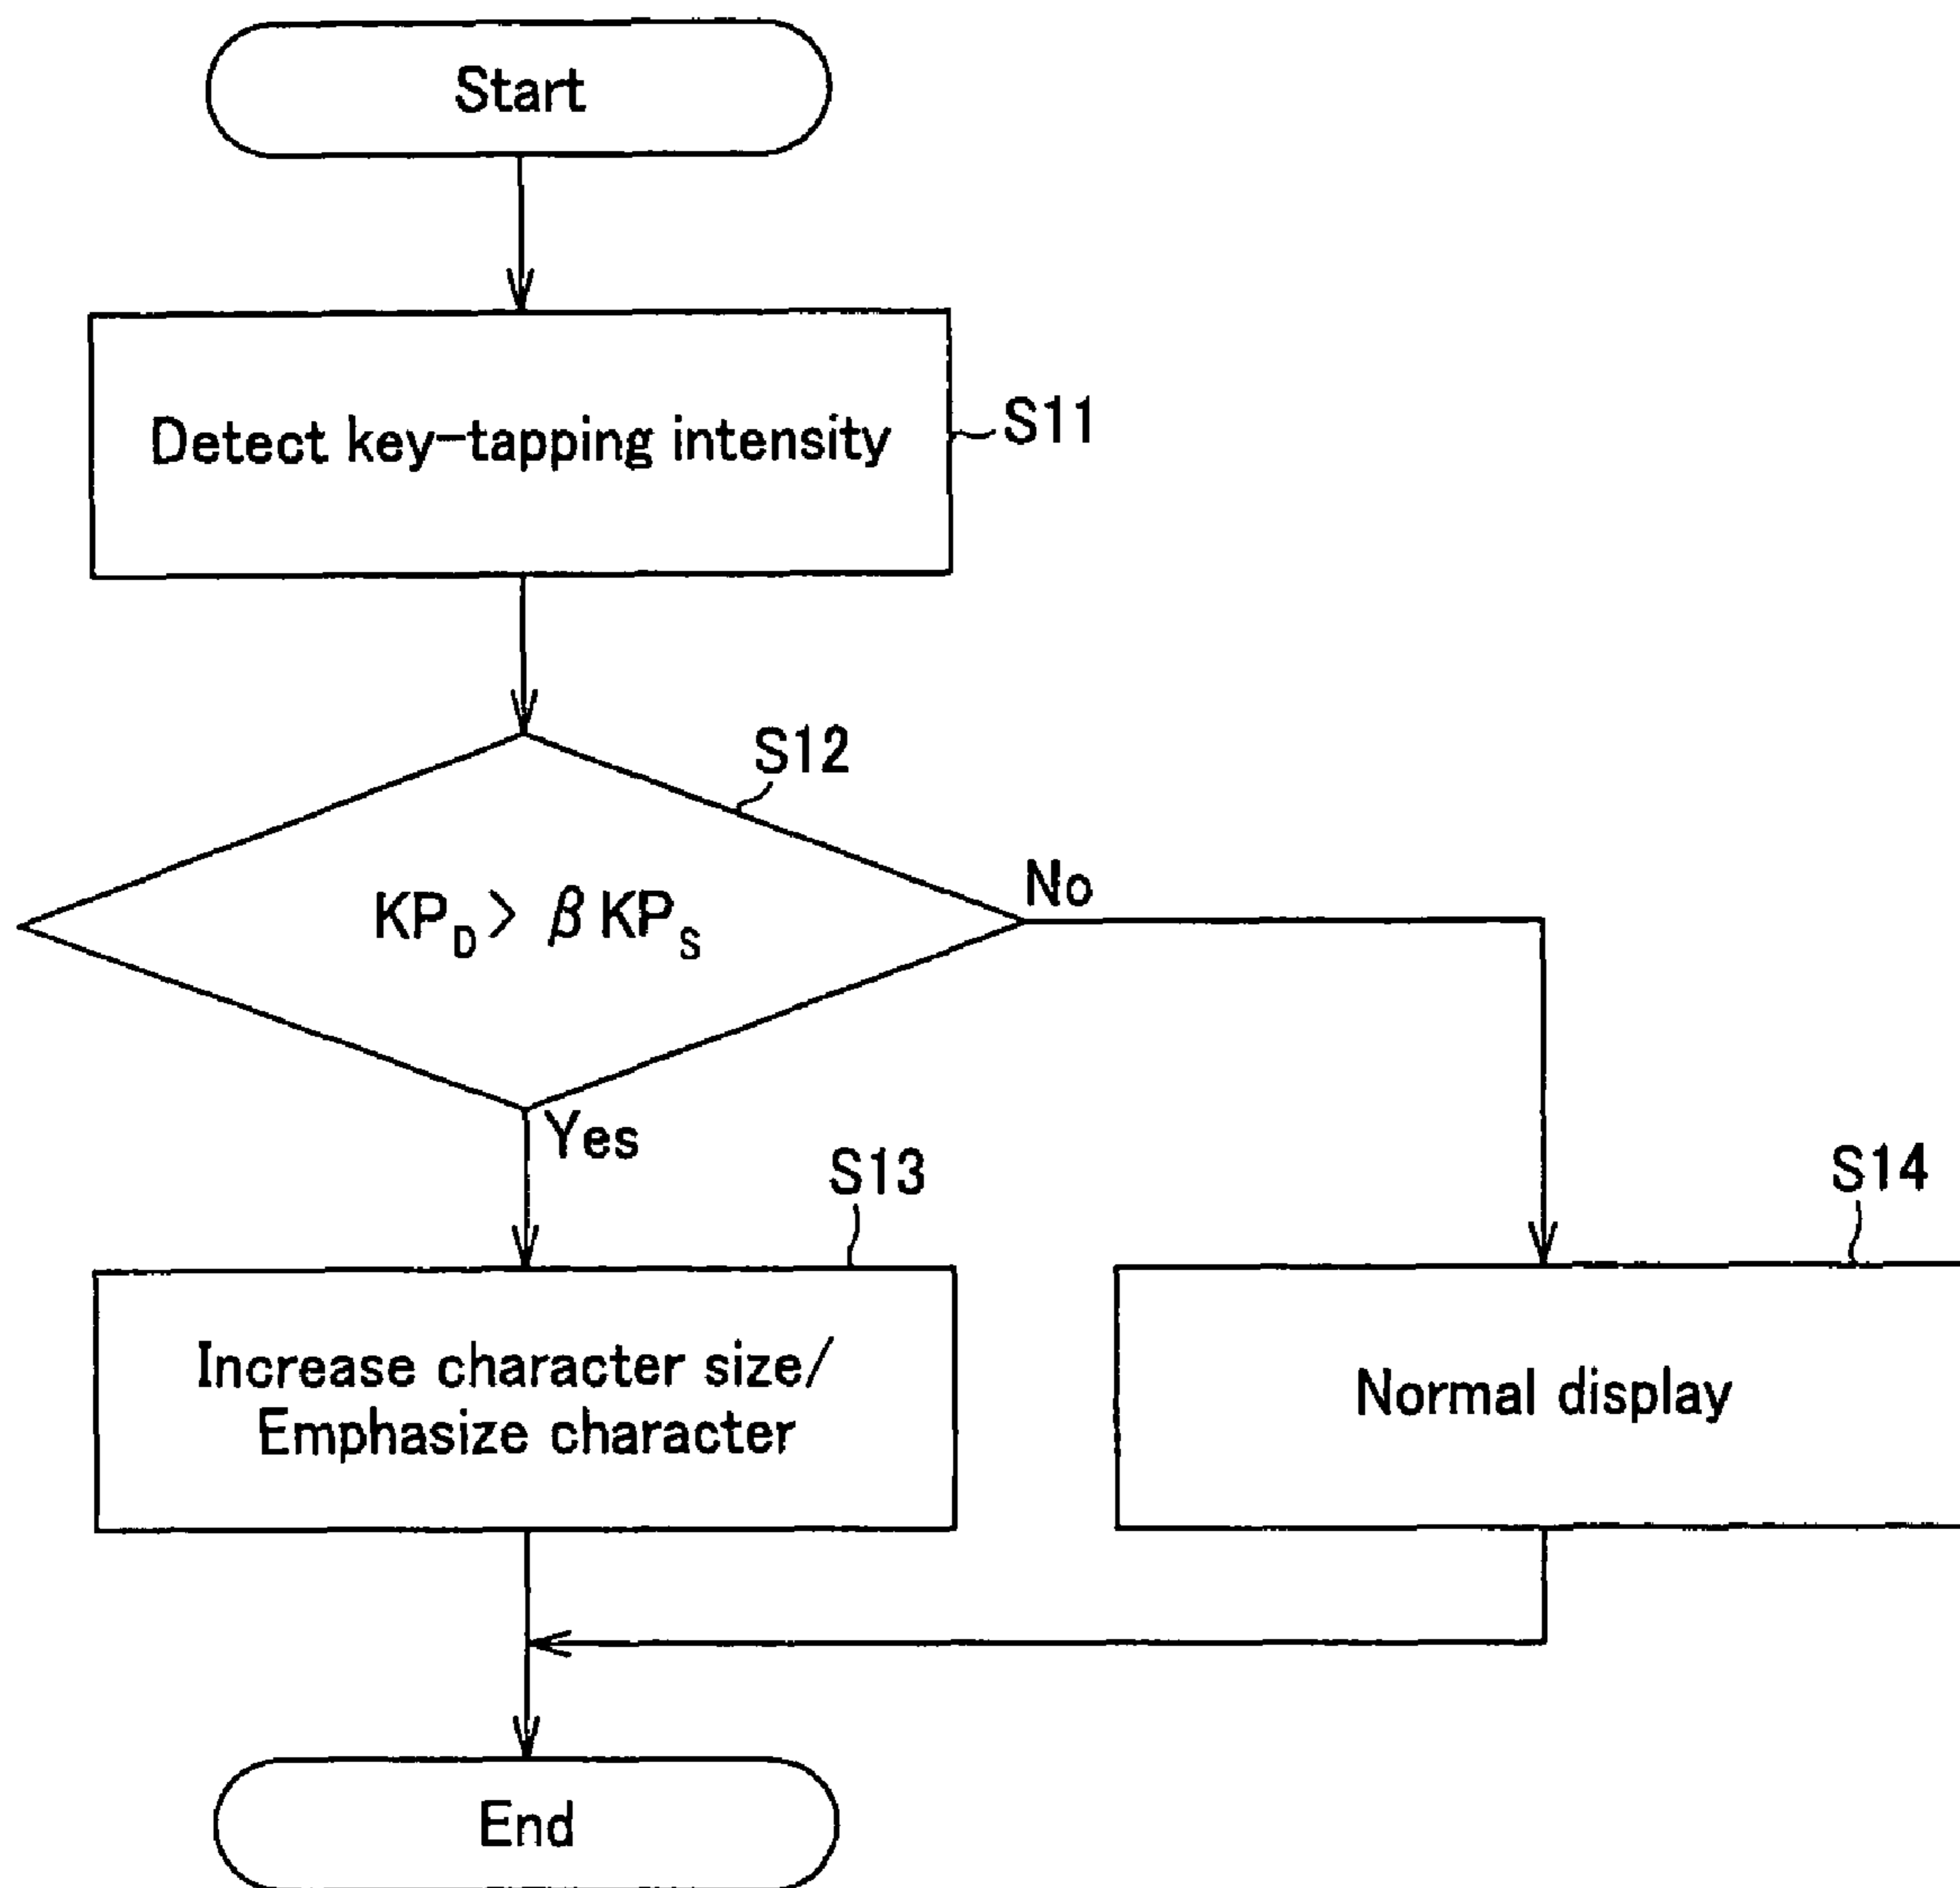 Start
Detect key-tapping intensity
S11
S12
KP_D > β KP_S
No
Yes
S13
S14
Increase character size/
Emphasize character
Normal display
End